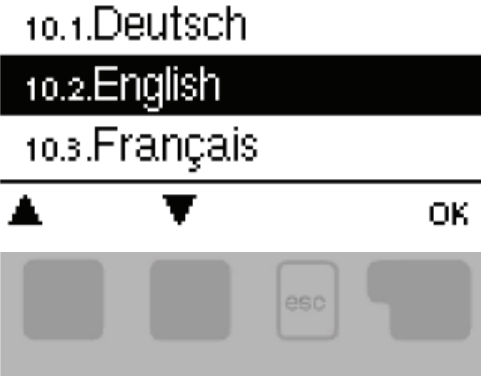 10.1.Deutsch
10.2.English
10.3.Français
▲ ▼ OK
esc